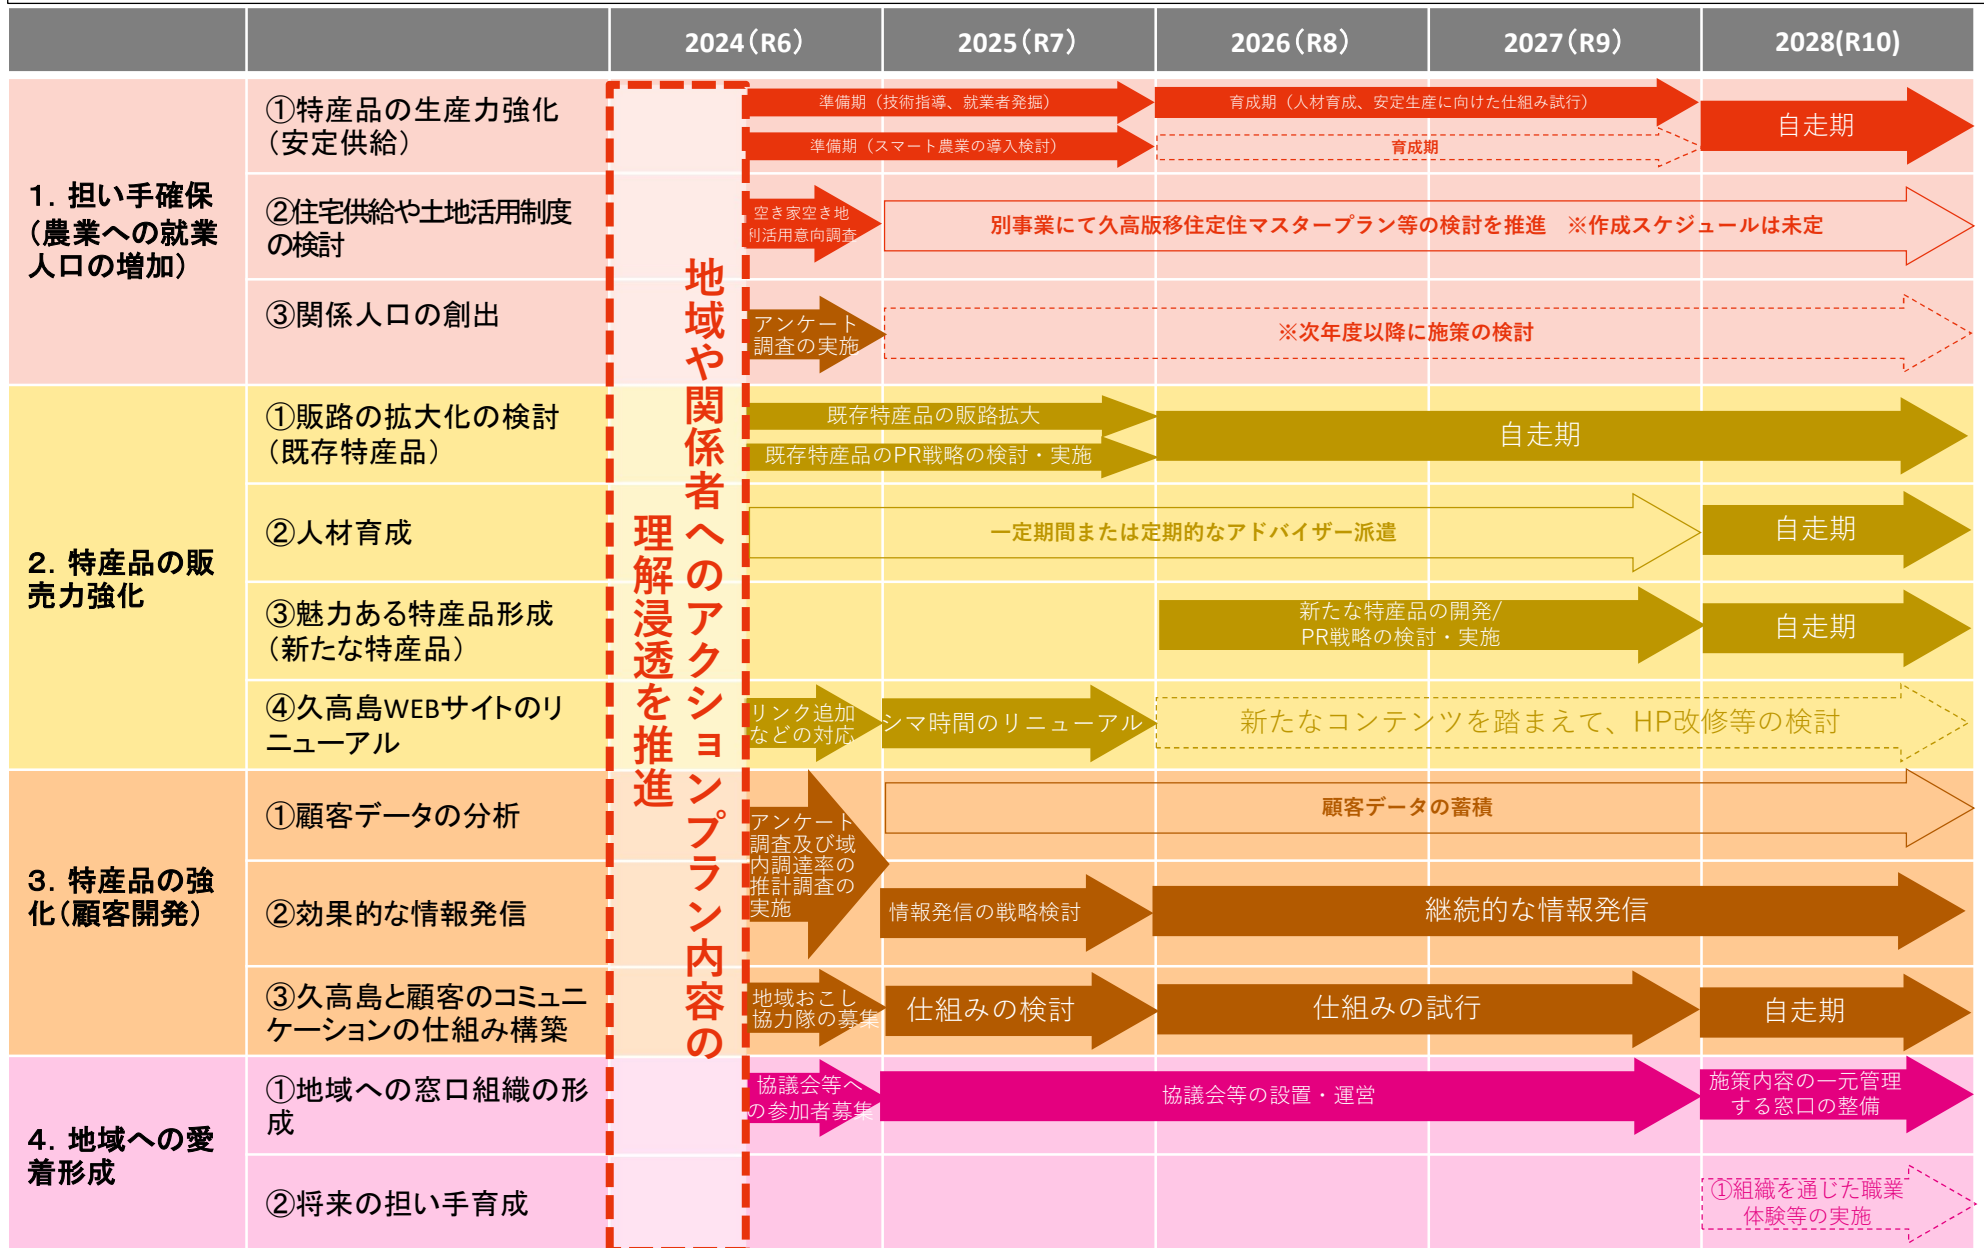 2024（R6）
2025（R7）
2026（R8）
2027（R9）
2028(R10)
1．担い手確保
（農業への就業
人口の増加）
①特産品の生産力強化
（安定供給）
準備期（技術指導、就業者発掘）
育成期（人材育成、安定生産に向けた仕組み試行）
準備期（スマート農業の導入検討）
育成期
自走期
②住宅供給や土地活用制度
の検討
空き家空き地
利活用意向調査
別事業にて久高版移住定住マスタープラン等の検討を推進　※作成スケジュールは未定
③関係人口の創出
アンケート
調査の実施
※次年度以降に施策の検討
地域や関係者へのアクションプラン内容の
理解浸透を推進
2．特産品の販
売力強化
①販路の拡大化の検討
（既存特産品）
既存特産品の販路拡大
既存特産品のPR戦略の検討・実施
自走期
②人材育成
一定期間または定期的なアドバイザー派遣
自走期
③魅力ある特産品形成
（新たな特産品）
新たな特産品の開発/
PR戦略の検討・実施
自走期
④久高島WEBサイトのリ
ニューアル
リンク追加
などの対応
シマ時間のリニューアル
新たなコンテンツを踏まえて、HP改修等の検討
3．特産品の強
化（顧客開発）
①顧客データの分析
アンケート
調査及び域
内調達率の
推計調査の
実施
顧客データの蓄積
②効果的な情報発信
情報発信の戦略検討
継続的な情報発信
③久高島と顧客のコミュニ
ケーションの仕組み構築
地域おこし
協力隊の募集
仕組みの検討
仕組みの試行
自走期
4．地域への愛
着形成
①地域への窓口組織の形
成
協議会等へ
の参加者募集
協議会等の設置・運営
施策内容の一元管理
する窓口の整備
②将来の担い手育成
①組織を通じた職業
体験等の実施